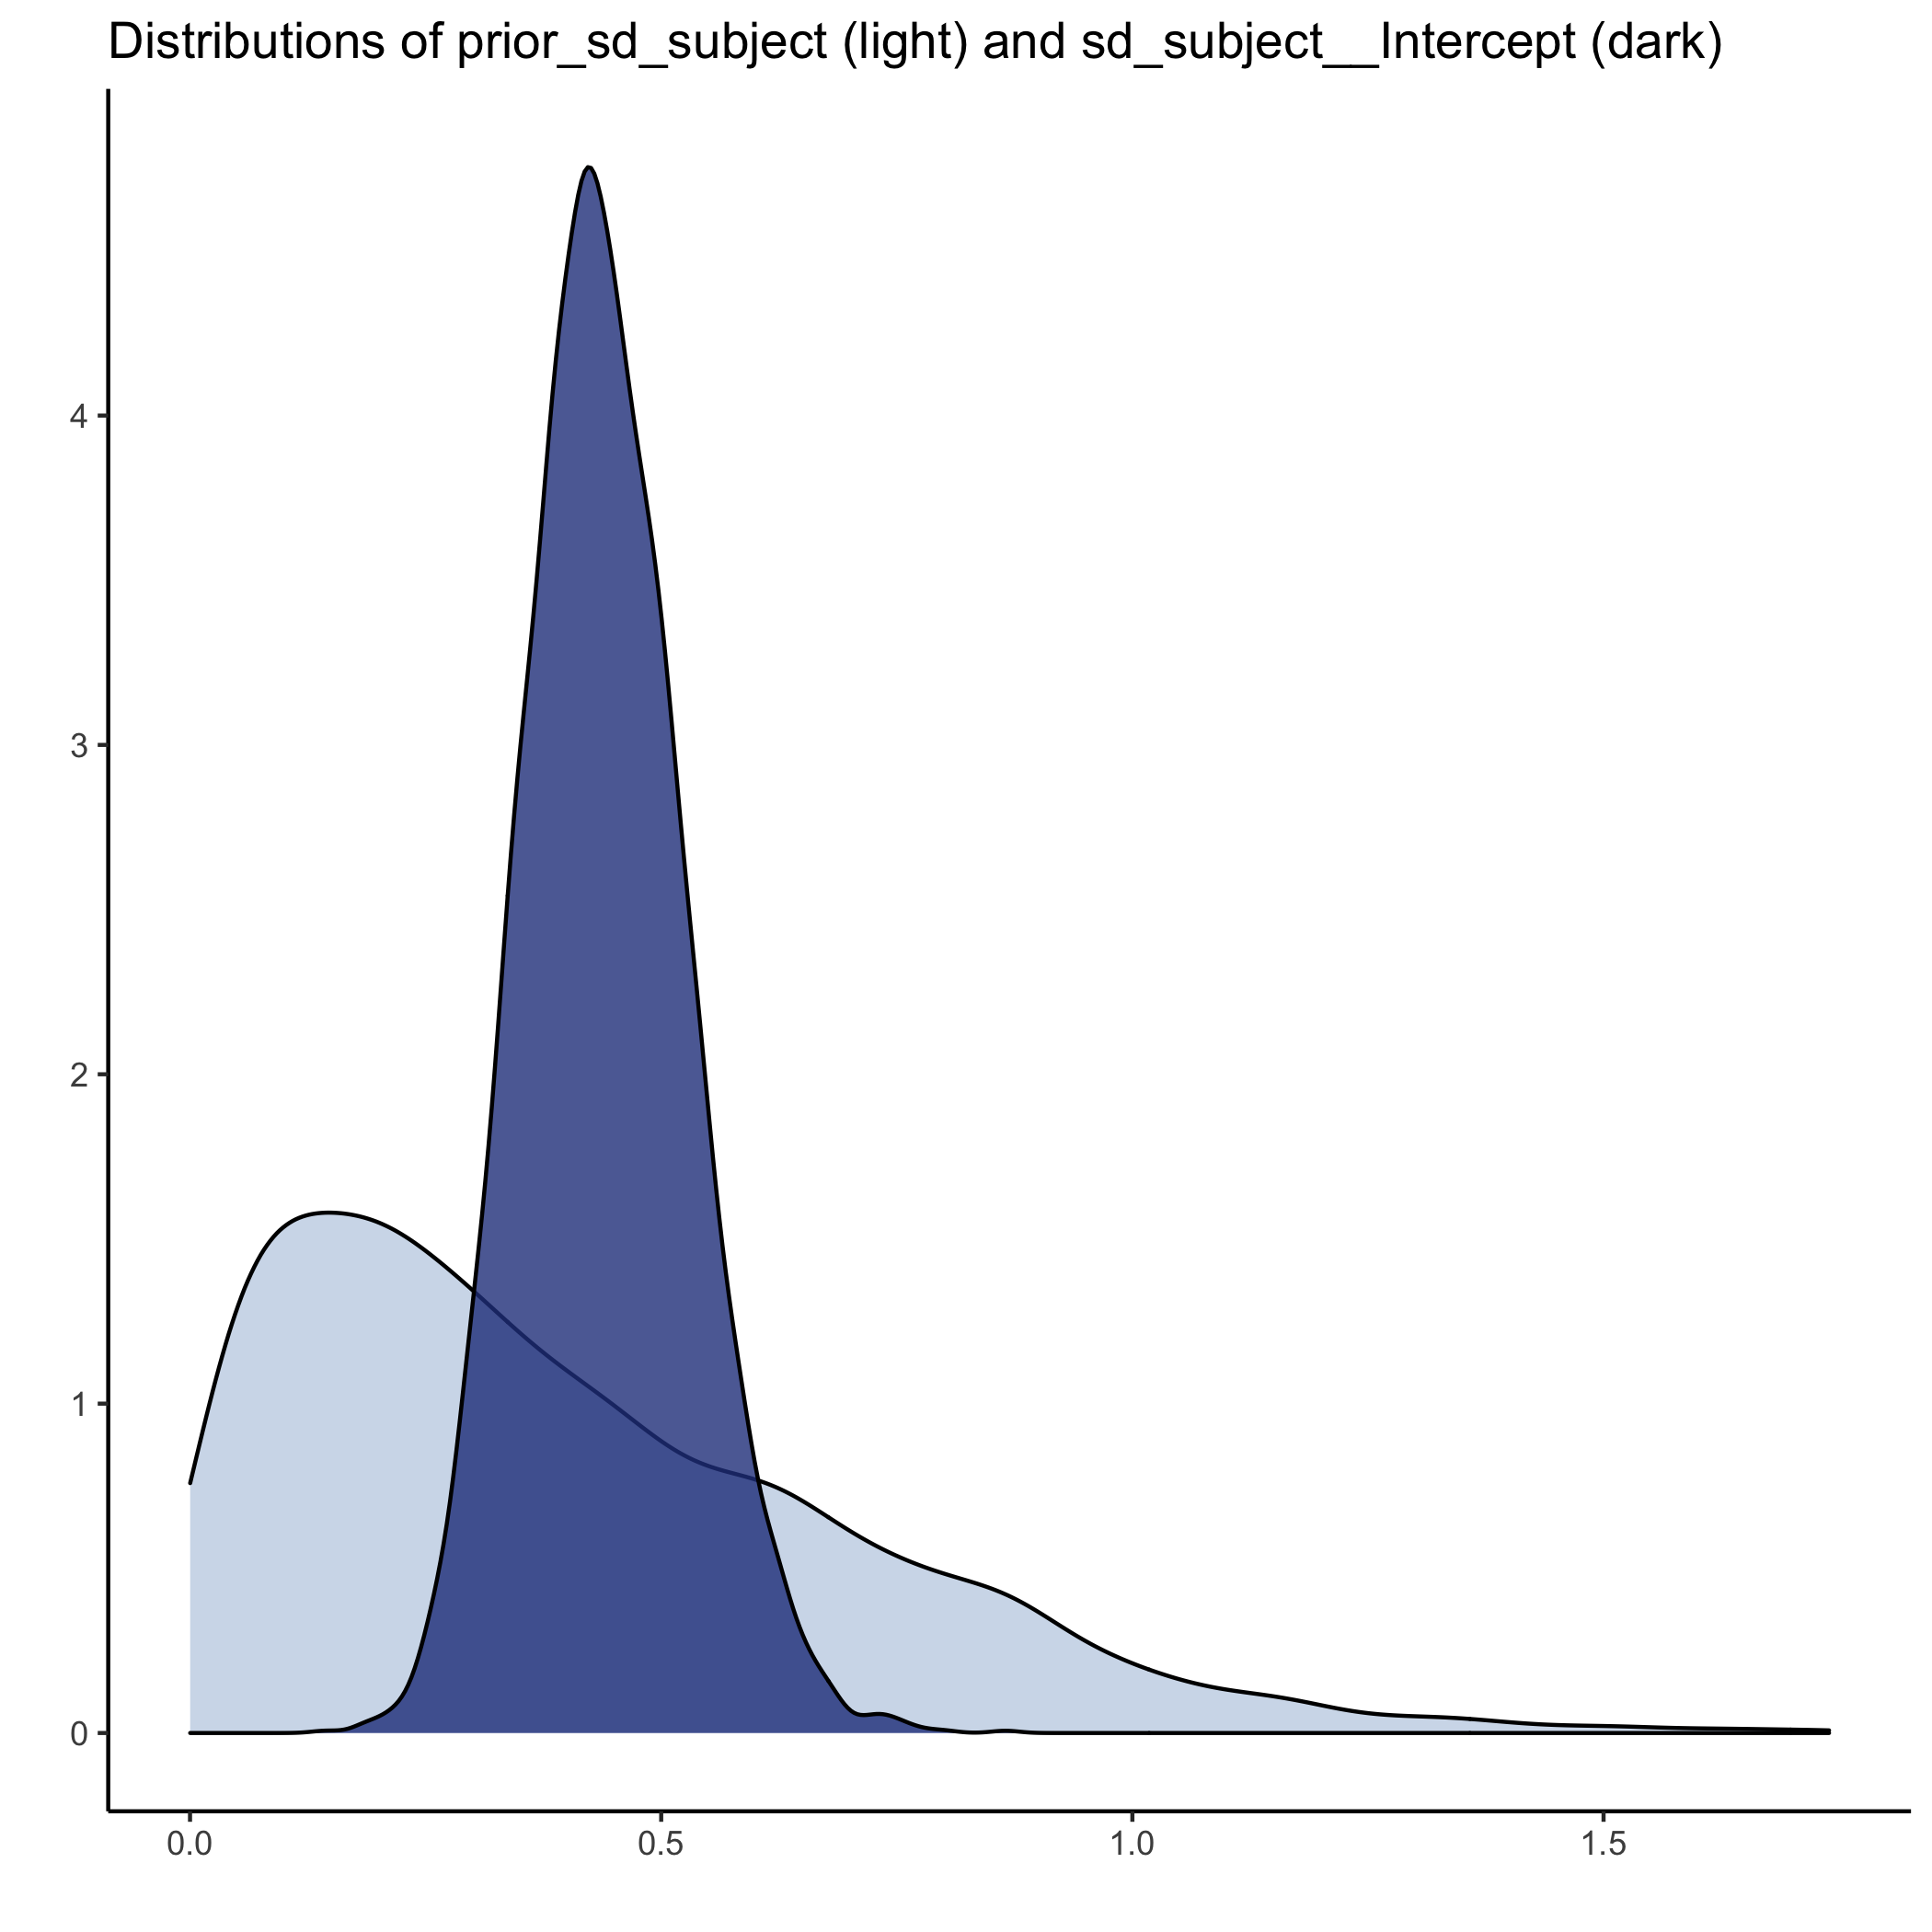 Distributions of prior_sd_subject (light) and sd_subject__Intercept (dark)
4
3
2
1
0
0.0 0.5 1.0 1.5